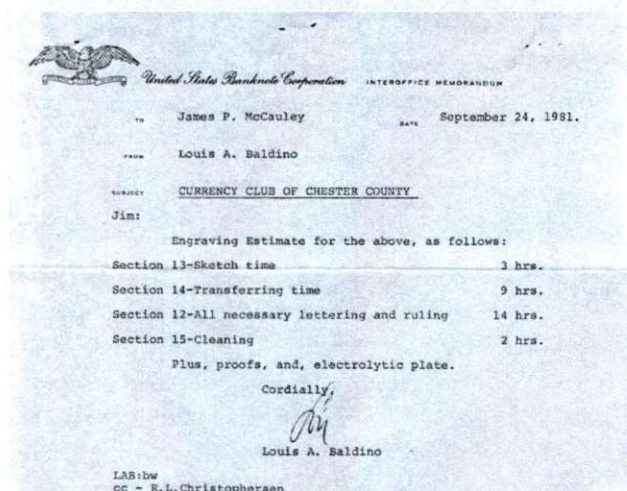 United States Banknote Corporation INTEROFFICE MEMORANDUM
TO James P. McCauley DATE September 24, 1981.
FROM Louis A. Baldino
SUBJECT CURRENCY CLUB OF CHESTER COUNTY
Jim:
Engraving Estimate for the above, as follows:
Section 13-Sketch time 3 hrs.
Section 14-Transferring time 9 hrs.
Section 12-All necessary lettering and ruling 14 hrs.
Section 15-Cleaning 2 hrs.
Plus, proofs, and, electrolytic plate.
Cordially,
Louis A. Baldino
LAB:bw
cc - R.L.Christophersen